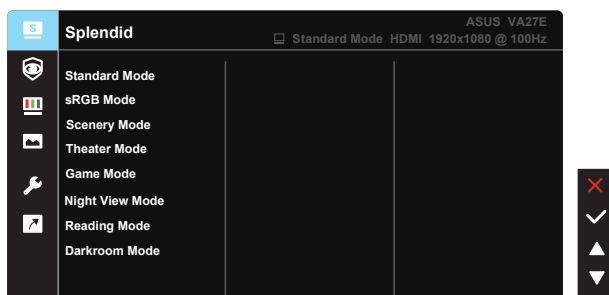 S
Splendid
ASUS VA27E
Standard Mode HDMI 1920x1080 @ 100Hz
Standard Mode
sRGB Mode
Scenery Mode
Theater Mode
Game Mode
Night View Mode
Reading Mode
Darkroom Mode